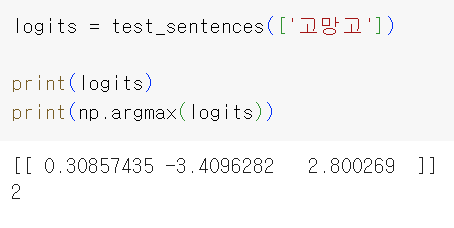 logits = test_sentences(['고망고'])
print(logits)
print(np.argmax(logits))
[[ 0.30857435 -3.4096282   2.800269  ]]
2